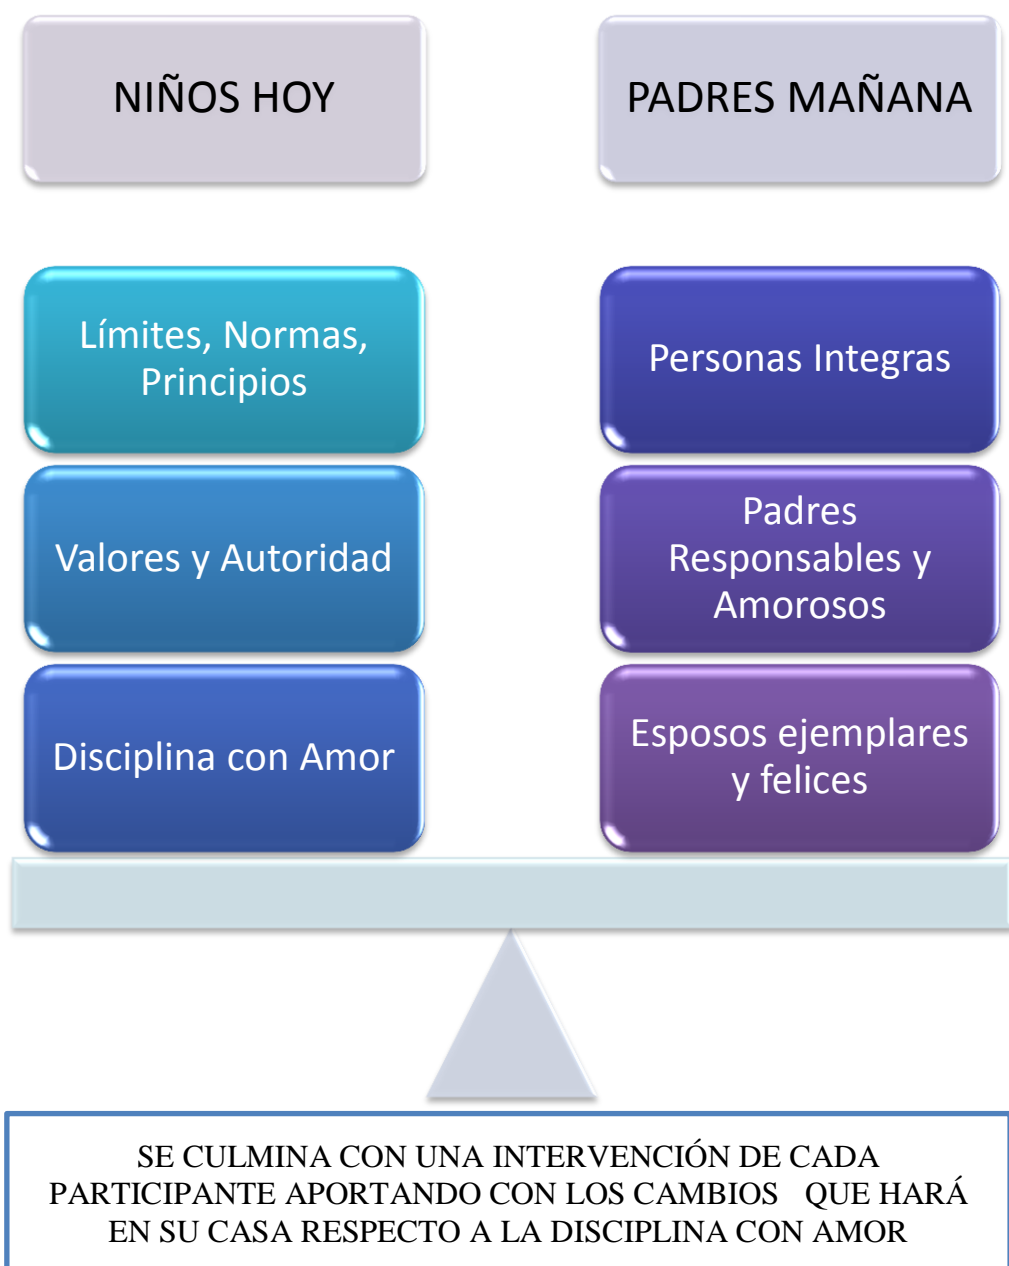 NIÑOS HOY
PADRES MAÑANA
Límites, Normas,
Principios
Valores y Autoridad
Disciplina con Amor
Personas Integras
Padres
Responsables y
Amorosos
Esposos ejemplares
y felices
SE CULMINA CON UNA INTERVENCIÓN DE CADA
PARTICIPANTE APORTANDO CON LOS CAMBIOS QUE HARÁ
EN SU CASA RESPECTO A LA DISCIPLINA CON AMOR